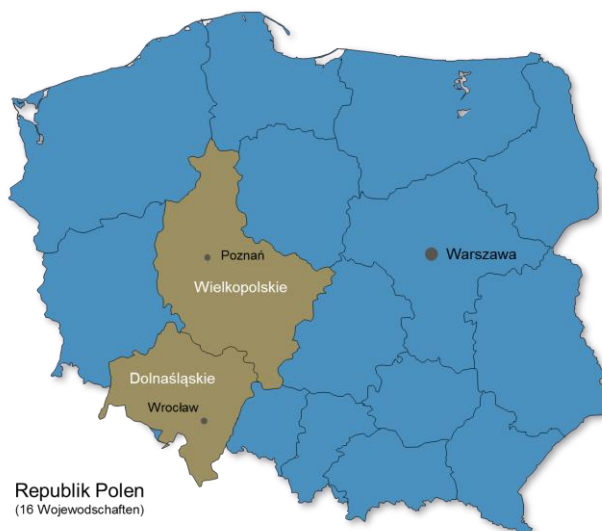 Warszawa
Poznań
Wielkopolskie
Dolnaśląskie
Wrocław
Republik Polen
(16 Wojewodschaften)